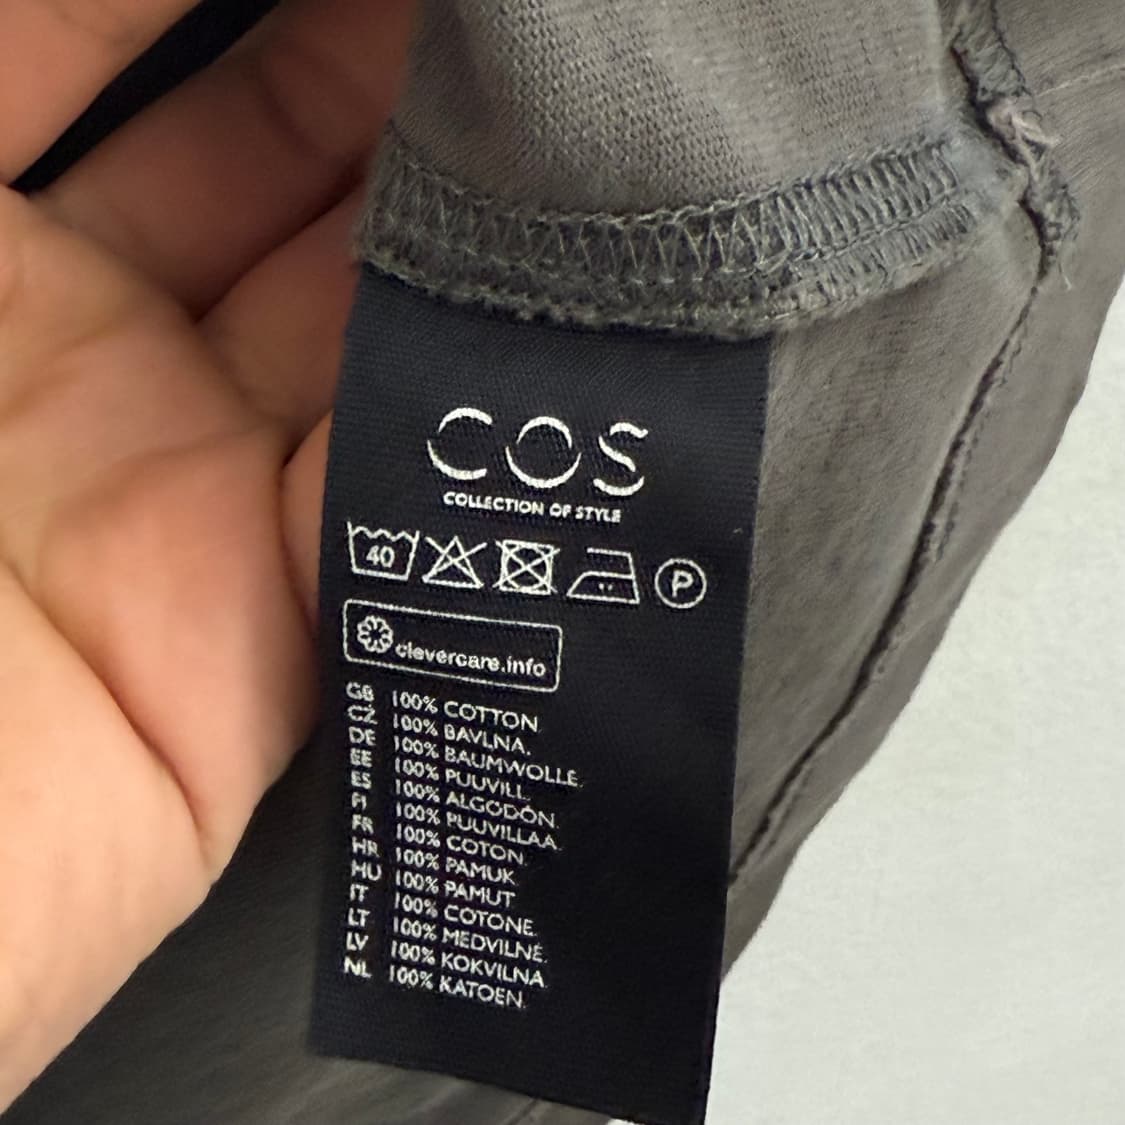 COS
COLLECTION OF STYLE
40 P
clevercare.info
GB 100% COTTON
CZ 100% BAVLNA.
DE 100% BAUMWOLLE.
EE 100% PUUVILL.
ES 100% ALGODÓN.
FI 100% PUUVILLAA.
FR 100% COTON.
HR 100% PAMUK
HU 100% PAMUT
IT 100% COTONE.
LT 100% MEDVILNĖ.
LV 100% KOKVILNA
NL 100% KATOEN.